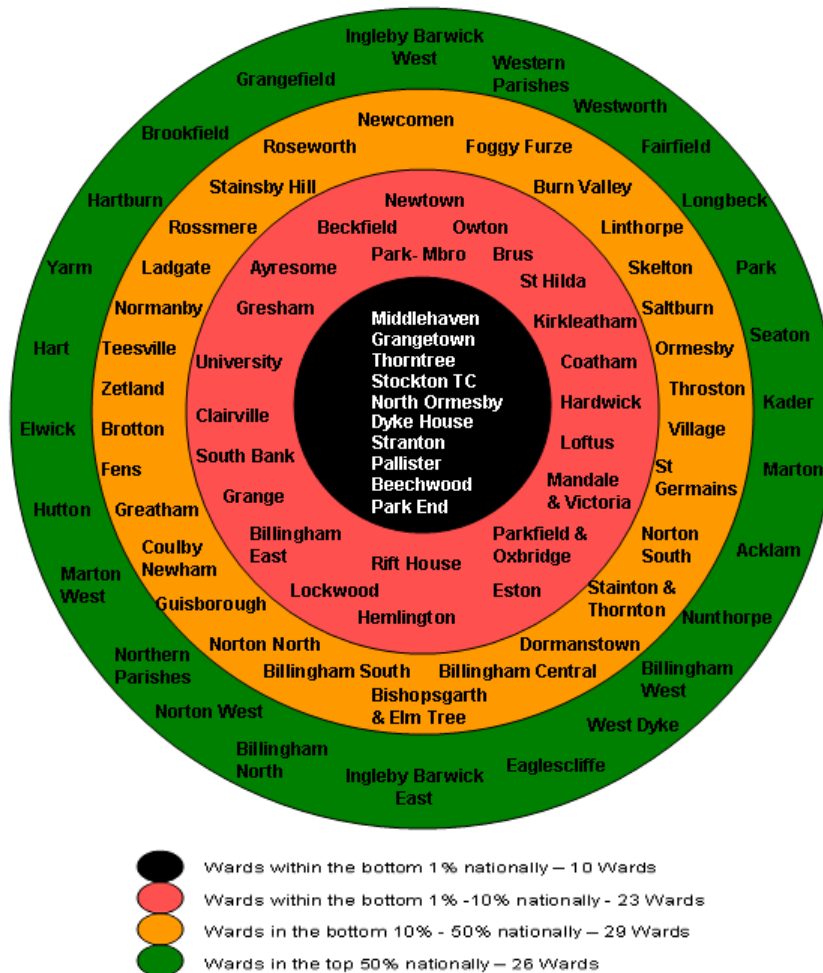 Ingleby Barwick
West
Western
Parishes
Grangefield
Westworth
Brookfield
Fairfield
Newcomen
Roseworth
Foggy Furze
Hartburn
Stainsby Hill
Burn Valley
Longbeck
Newtown
Rossmere
Beckfield
Owton
Linthorpe
Yarm
Ladgate
Ayresome
Park- Mbro
Brus
St Hilda
Skelton
Park
Normanby
Gresham
Kirkleatham
Saltburn
Seaton
Middlehaven
Grangetown
Thorntree
Stockton TC
North Ormesby
Dyke House
Stranton
Pallister
Beechwood
Park End
Hart
Teesville
University
Coatham
Ormesby
Zetland
Hardwick
Throston
Kader
Elwick
Brotton
Clairville
Loftus
Village
Fens
South Bank
Mandale
& Victoria
St
Germains
Marton
Hutton
Greatham
Grange
Coulby
Newham
Billingham
East
Rift House
Parkfield &
Oxbridge
Norton
South
Acklam
Marton
West
Guisborough
Lockwood
Hemlington
Eston
Stainton &
Thornton
Nunthorpe
Northern
Parishes
Norton North
Dormanstown
Billingham South
Billingham Central
Billingham
West
Bishopsgarth
& Elm Tree
Norton West
West Dyke
Billingham
North
Ingleby Barwick
East
Eaglescliffe
Wards within the bottom 1% nationally – 10 Wards
Wards within the bottom 1% -10% nationally - 23 Wards
Wards in the bottom 10% - 50% nationally – 29 Wards
Wards in the top 50% nationally – 26 Wards